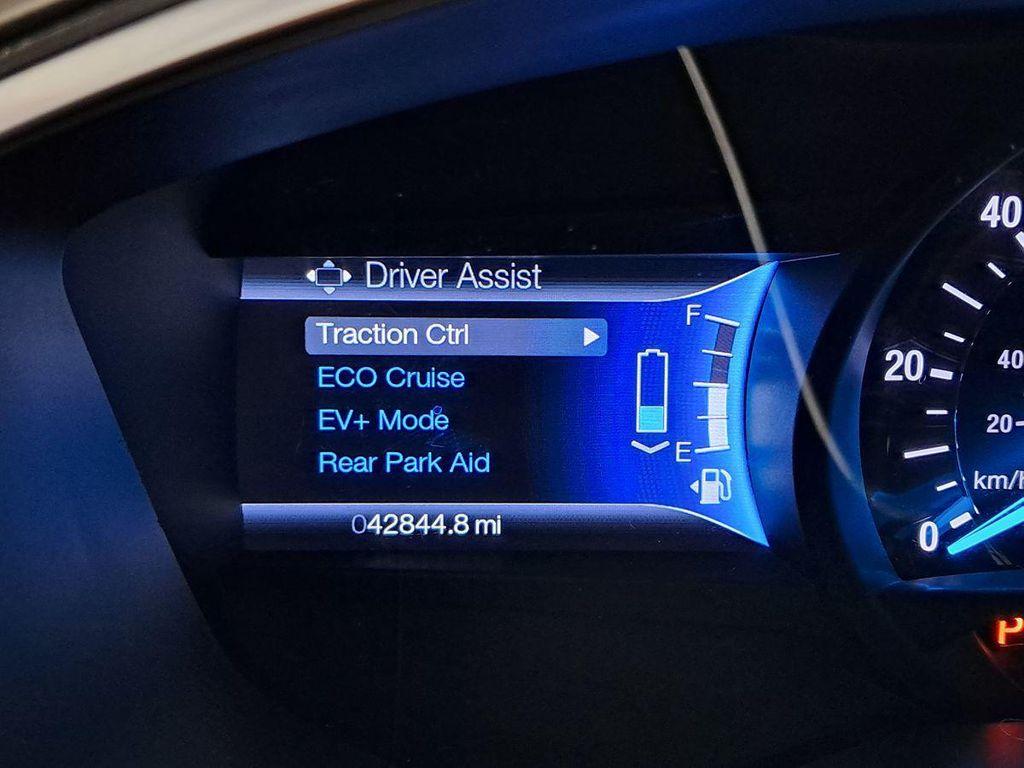 Driver Assist
Traction Ctrl
ECO Cruise
EV+ Mode
Rear Park Aid
042844.8 mi
F
E
40
20
0
40
20
km/h
P